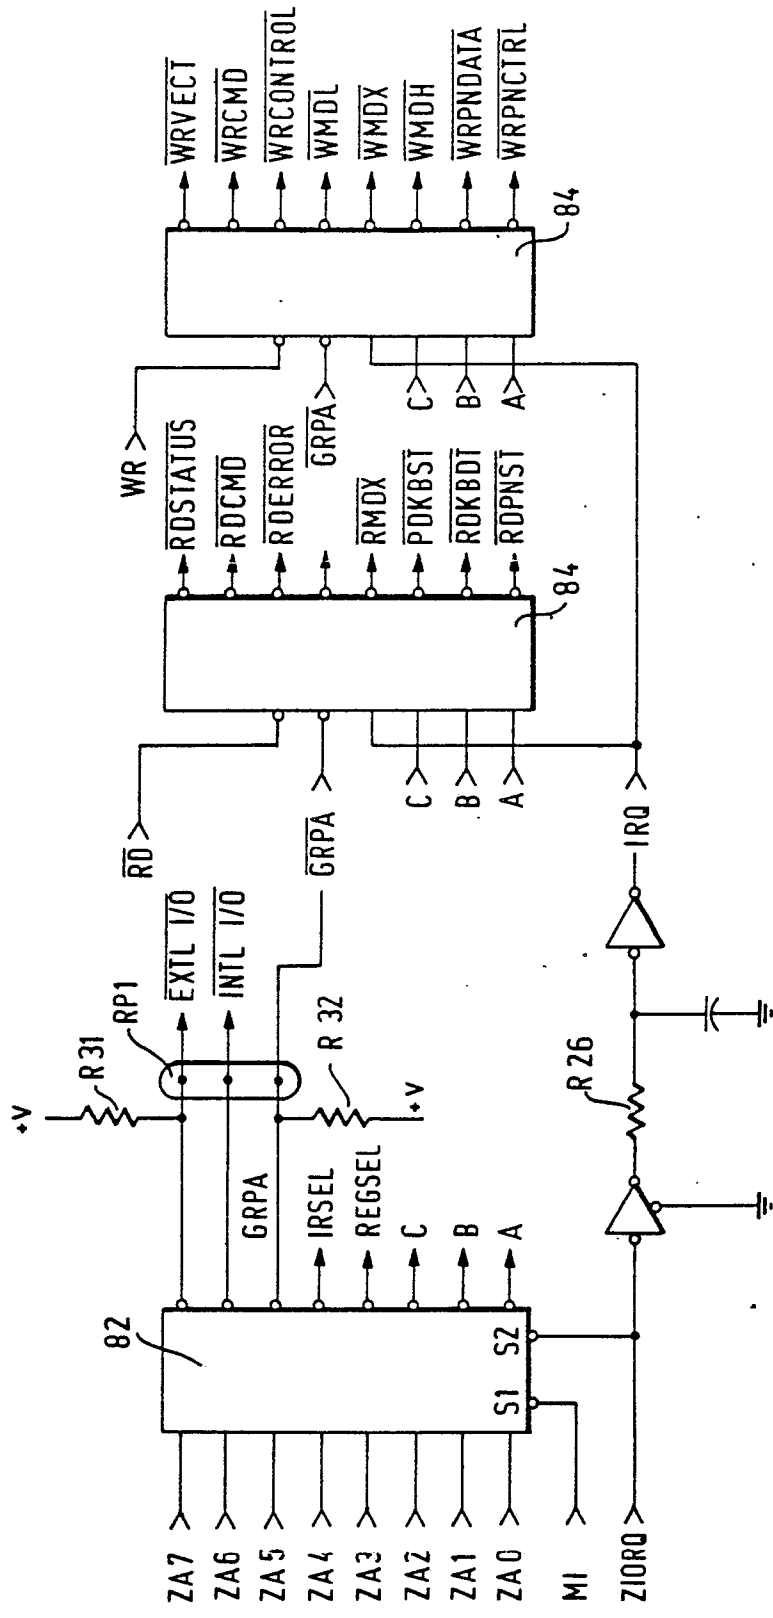 ZA7
ZA6
ZA5
ZA4
ZA3
ZA2
ZA1
ZA0
MI
ZIORQ
82
S1
S2
+V
R31
RP1
EXTL I/O
INTL I/O
GRPA
R 32
+V
IRSEL
REGSEL
C
B
A
R26
IRQ
RD
GRPA
C
B
A
84
RDSTATUS
RDCMD
RDERROR
RMDX
PDKBST
RDKBDT
RDPNST
WR
GRPA
C
B
A
84
WRVECT
WRCMD
WRCONTROL
WMDL
WMDX
WMDH
WRPNDATA
WRPNCTRL